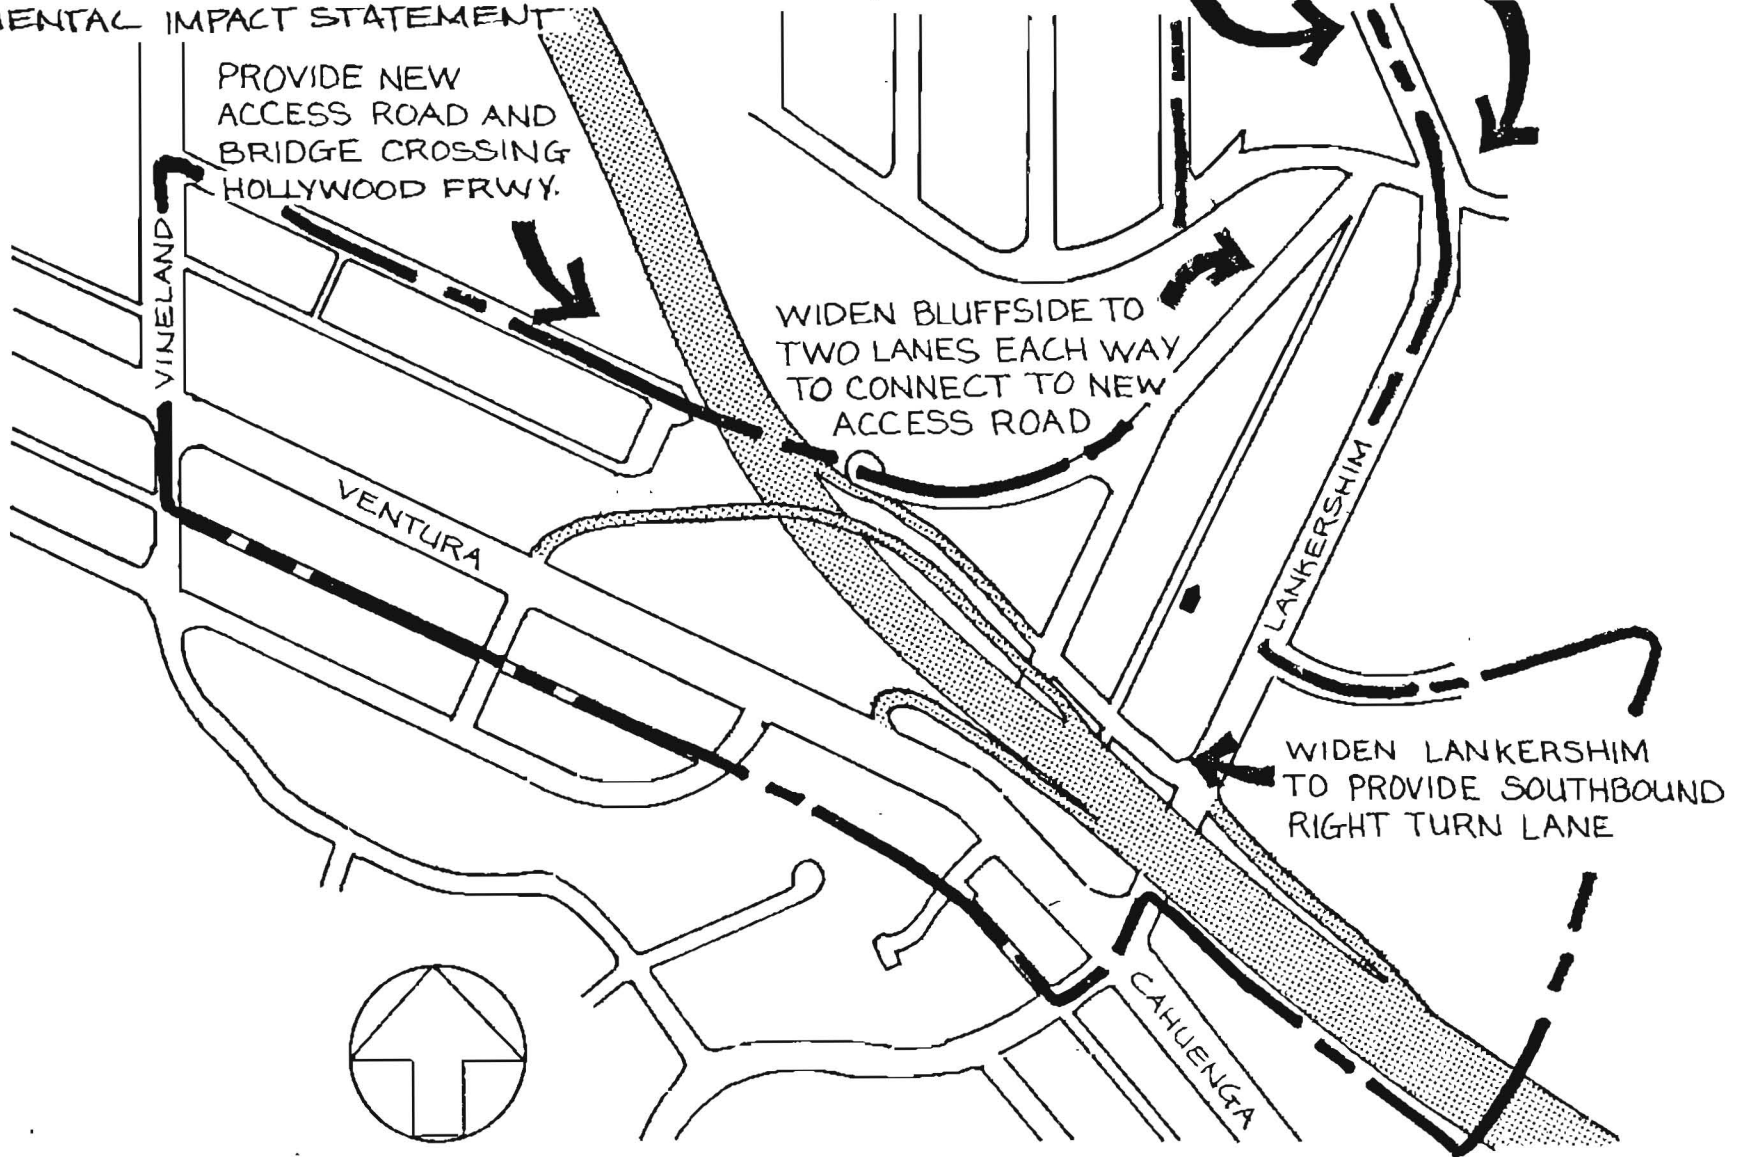 MENTAL IMPACT STATEMENT
PROVIDE NEW
ACCESS ROAD AND
BRIDGE CROSSING
HOLLYWOOD FRWY.
VINELAND
WIDEN BLUFFSIDE TO
TWO LANES EACH WAY
TO CONNECT TO NEW
ACCESS ROAD
VENTURA
LANKERSHIM
WIDEN LANKERSHIM
TO PROVIDE SOUTHBOUND
RIGHT TURN LANE
CAHUENGA